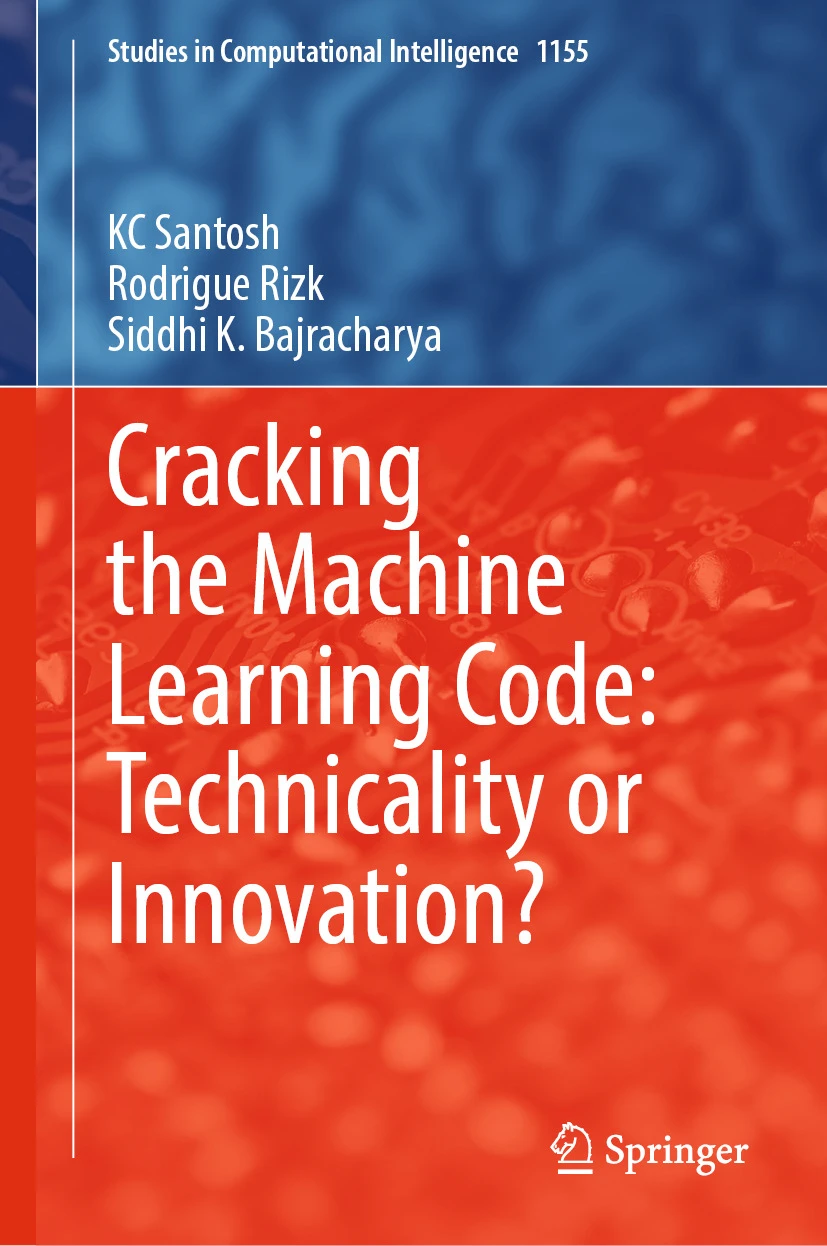 Studies in Computational Intelligence 1155
KC Santosh
Rodrigue Rizk
Siddhi K. Bajracharya
Cracking
the Machine
Learning Code:
Technicality or
Innovation?
Springer